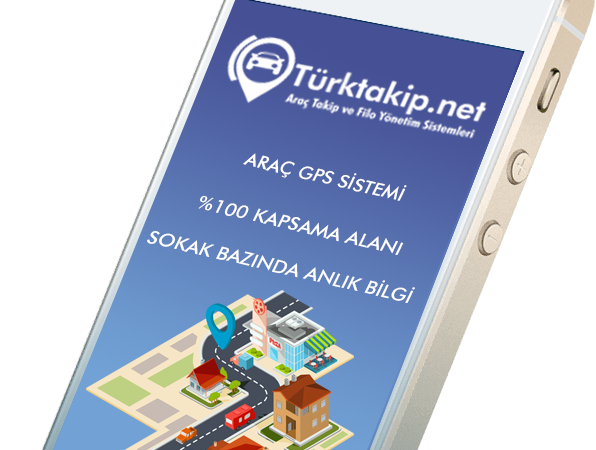 Türktakip.net
Araç Takip ve Filo Yönetim Sistemleri
ARAÇ GPS SİSTEMİ
%100 KAPSAMA ALANI
SOKAK BAZINDA ANLIK BİLGİ
PIZZA